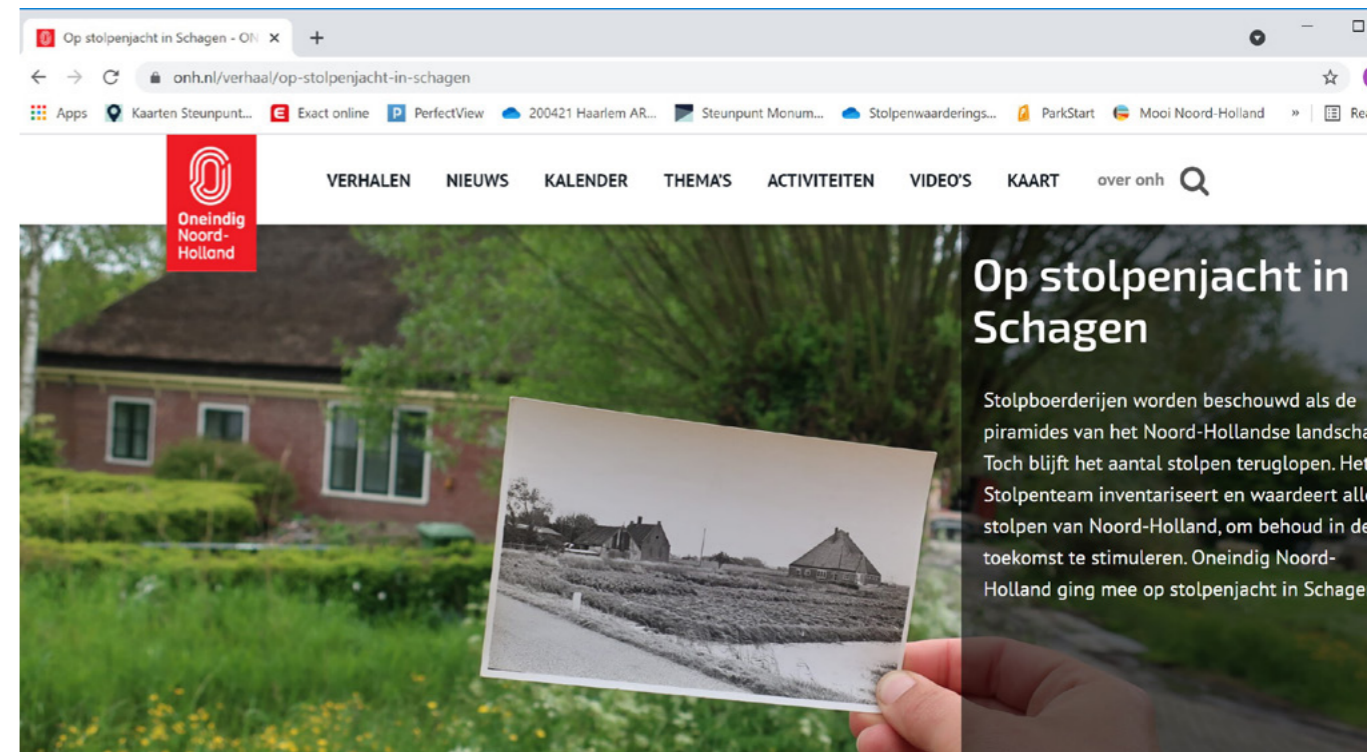 Op stolpenjacht in Schagen - ON
onh.nl/verhaal/op-stolpenjacht-in-schagen
Apps Kaarten Steunpunt... Exact online PerfectView 200421 Haarlem AR... Steunpunt Monum... Stolpenwaarderings... ParkStart Mooi Noord-Holland » Rea
VERHALEN NIEUWS KALENDER THEMA'S ACTIVITEITEN VIDEO'S KAART over onh
Oneindig
Noord-
Holland
Op stolpenjacht in
Schagen
Stolpboerderijen worden beschouwd als de
piramides van het Noord-Hollandse landscha
Toch blijft het aantal stolpen teruglopen. Het
Stolpenteam inventariseert en waardeert alle
stolpen van Noord-Holland, om behoud in de
toekomst te stimuleren. Oneindig Noord-
Holland ging mee op stolpenjacht in Schage